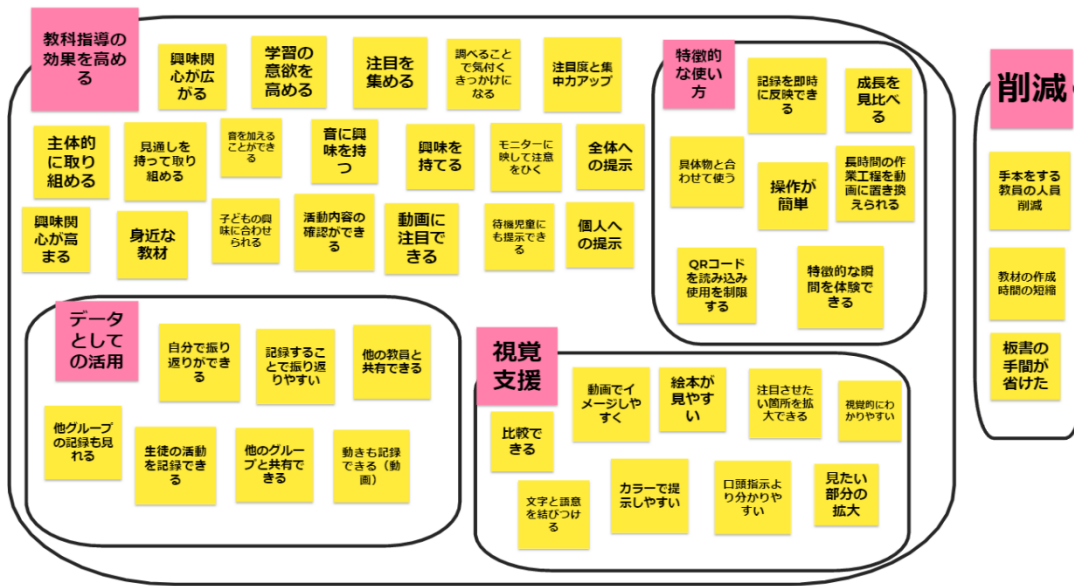 教科指導の
効果を高め
る
興味関
心が広
がる
学習の
意欲を
高める
注目を
集める
調べること
で気付く
きっかけに
なる
注目度と集
中力アップ
主体的
に取り
組める
見通しを
持って取り
組める
音を加える
ことができ
る
音に興
味を持
つ
興味を
持てる
モニターに
映して注意
をひく
全体へ
の提示
興味関
心が高
まる
身近な
教材
子どもの興
味に合わせ
られる
活動内容の
確認ができ
る
動画に
注目で
きる
待機児童に
も提示でき
る
個人へ
の提示
特徴的
な使い
方
記録を即時
に反映でき
る
成長を
見比べ
る
具体物と合
わせて使う
操作が
簡単
長時間の作
業工程を動
画に置き換
えられる
QRコード
を読み込み
使用を制限
する
特徴的な瞬
間を体験で
きる
データ
として
の活用
自分で振り
返りができ
る
記録するこ
とで振り返
りやすい
他の教員と
共有できる
他グループ
の記録も見
れる
生徒の活動
を記録でき
る
他のグルー
プと共有で
きる
動きも記録
できる（動
画）
視覚
支援
動画でイ
メージしや
すく
絵本が
見やす
い
注目させた
い箇所を拡
大できる
視覚的にわ
かりやすい
比較で
きる
文字と語意
を結びつけ
る
カラーで提
示しやすい
口頭指示よ
り分かりや
すい
見たい
部分の
拡大
削減
手本をする
教員の人員
削減
教材の作成
時間の短縮
板書の
手間が
省けた